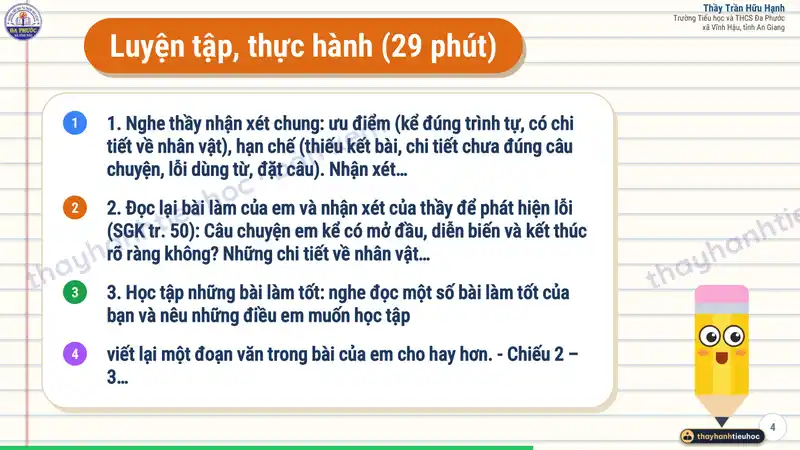 Thầy Trần Hữu Hạnh
Trường Tiểu học và THCS Đa Phước
xã Vĩnh Hậu, tỉnh An Giang
ĐA PHƯỚC
Luyện tập, thực hành (29 phút)
1
1. Nghe thầy nhận xét chung: ưu điểm (kể đúng trình tự, có chi
tiết về nhân vật), hạn chế (thiếu kết bài, chi tiết chưa đúng câu
chuyện, lỗi dùng từ, đặt câu). Nhận xét...
2
2. Đọc lại bài làm của em và nhận xét của thầy để phát hiện lỗi
(SGK tr. 50): Câu chuyện em kể có mở đầu, diễn biến và kết thúc
rõ ràng không? Những chi tiết về nhân vật...
3
3. Học tập những bài làm tốt: nghe đọc một số bài làm tốt của
bạn và nêu những điều em muốn học tập
4
viết lại một đoạn văn trong bài của em cho hay hơn. - Chiếu 2 –
3...
thayhanhtieuhoc
4